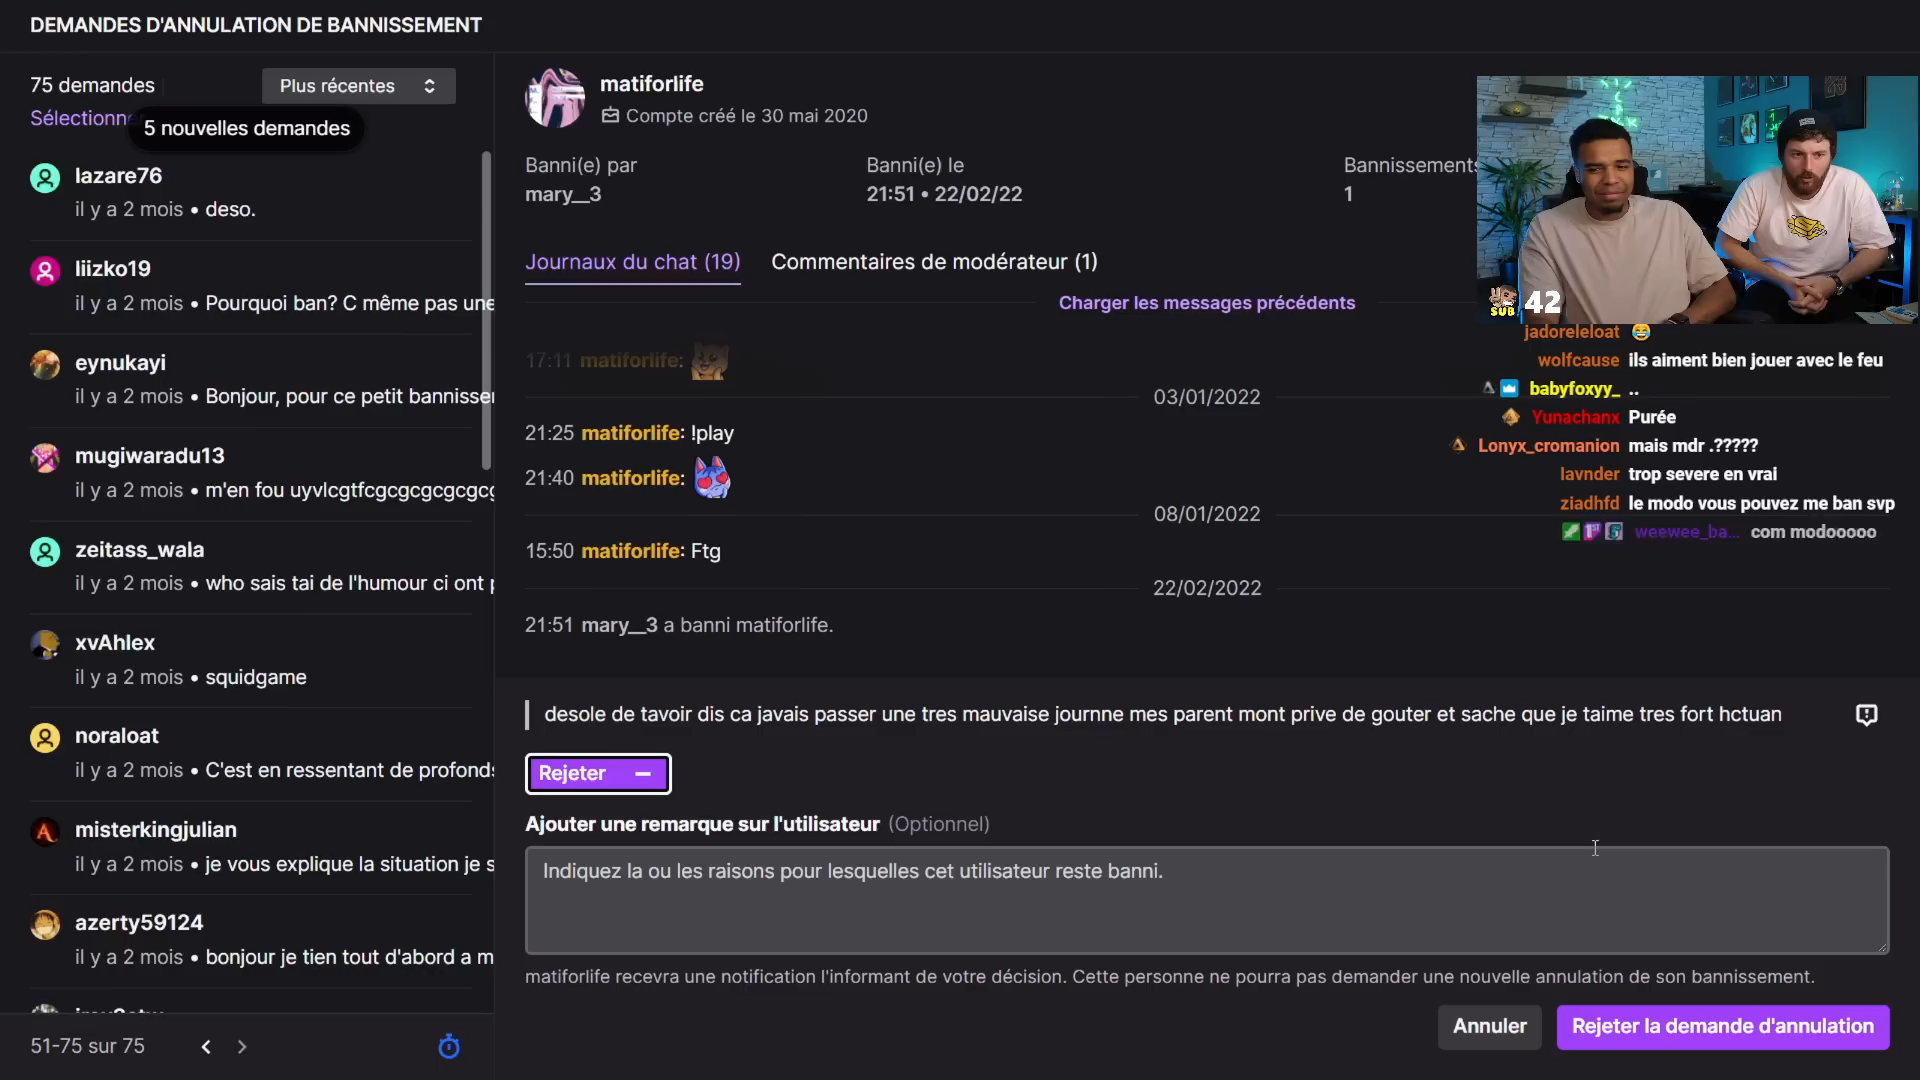 DEMANDES D'ANNULATION DE BANNISSEMENT
75 demandes
Plus récentes
Sélectionne
5 nouvelles demandes
lazare76
il y a 2 mois • deso.
liizko19
il y a 2 mois • Pourquoi ban? C même pas une
eynukayi
il y a 2 mois • Bonjour, pour ce petit bannisse
mugiwaradu13
il y a 2 mois • m'en fou uyvlcgtfcgcgcgcgcgc
zeitass_wala
il y a 2 mois • who sais tai de l'humour ci ont
xvAhlex
il y a 2 mois • squidgame
noraloat
il y a 2 mois • C'est en ressentant de profond
misterkingjulian
il y a 2 mois • je vous explique la situation je s
azerty59124
il y a 2 mois • bonjour je tien tout d'abord a m
51-75 sur 75
matiforlife
Compte créé le 30 mai 2020
Banni(e) par
mary__3
Banni(e) le
21:51 • 22/02/22
Bannissements
1
Journaux du chat (19)
Commentaires de modérateur (1)
Charger les messages précédents
17:11 matiforlife:
03/01/2022
21:25 matiforlife: !play
21:40 matiforlife:
08/01/2022
15:50 matiforlife: Ftg
22/02/2022
21:51 mary__3 a banni matiforlife.
desole de tavoir dis ca javais passer une tres mauvaise journne mes parent mont prive de gouter et sache que je taime tres fort hctuan
Rejeter
Ajouter une remarque sur l'utilisateur (Optionnel)
Indiquez la ou les raisons pour lesquelles cet utilisateur reste banni.
matiforlife recevra une notification l'informant de votre décision. Cette personne ne pourra pas demander une nouvelle annulation de son bannissement.
Annuler
Rejeter la demande d'annulation
SUB 42
jadoreleloat 😂
wolfcause ils aiment bien jouer avec le feu
babyfoxyy_ ..
Yunachanx Purée
Lonyx_cromanion mais mdr .?????
lavnder trop severe en vrai
ziadhfd le modo vous pouvez me ban svp
weewee_ba... com modooooo